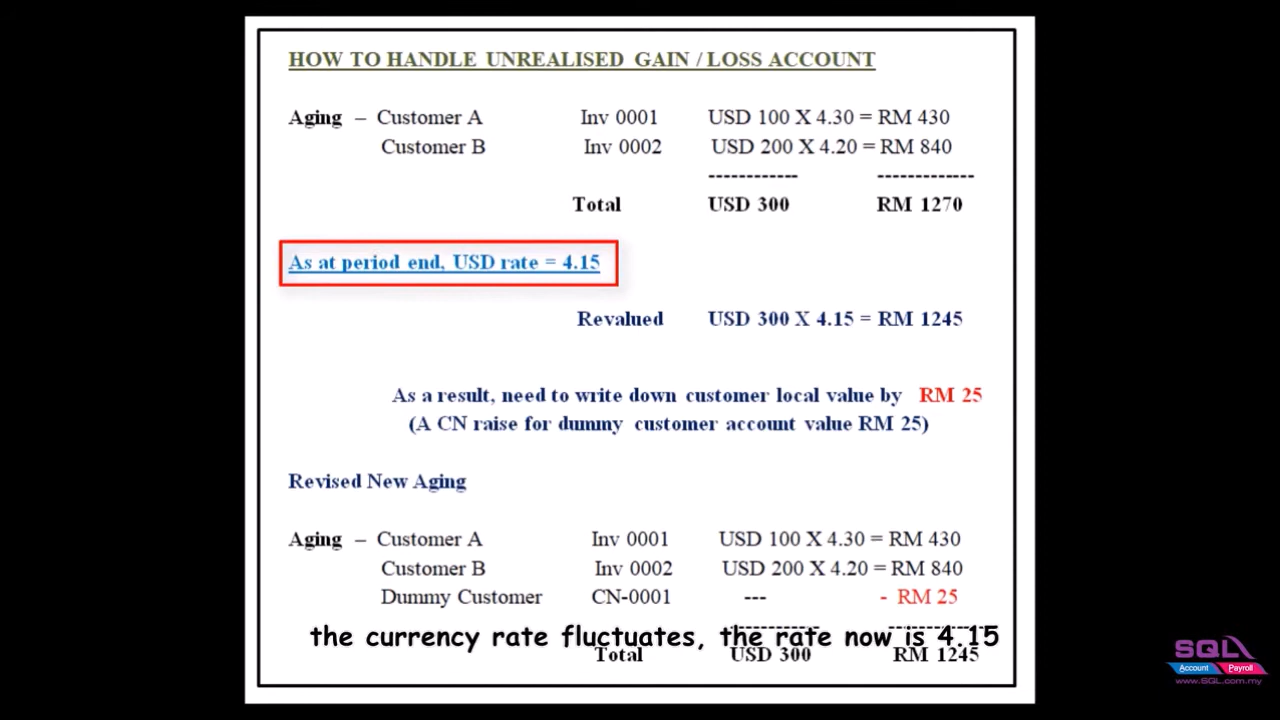 HOW TO HANDLE UNREALISED GAIN / LOSS ACCOUNT
Aging – Customer A Inv 0001 USD 100 X 4.30 = RM 430
Customer B Inv 0002 USD 200 X 4.20 = RM 840
------------ -------------
Total USD 300 RM 1270
As at period end, USD rate = 4.15
Revalued USD 300 X 4.15 = RM 1245
As a result, need to write down customer local value by RM 25
(A CN raise for dummy customer account value RM 25)
Revised New Aging
Aging – Customer A Inv 0001 USD 100 X 4.30 = RM 430
Customer B Inv 0002 USD 200 X 4.20 = RM 840
Dummy Customer CN-0001 --- - RM 25
------------ -------------
the currency rate fluctuates, the rate now is 4.15
Total USD 300 RM 1245
SQL
Account Payroll
www.SQL.com.my